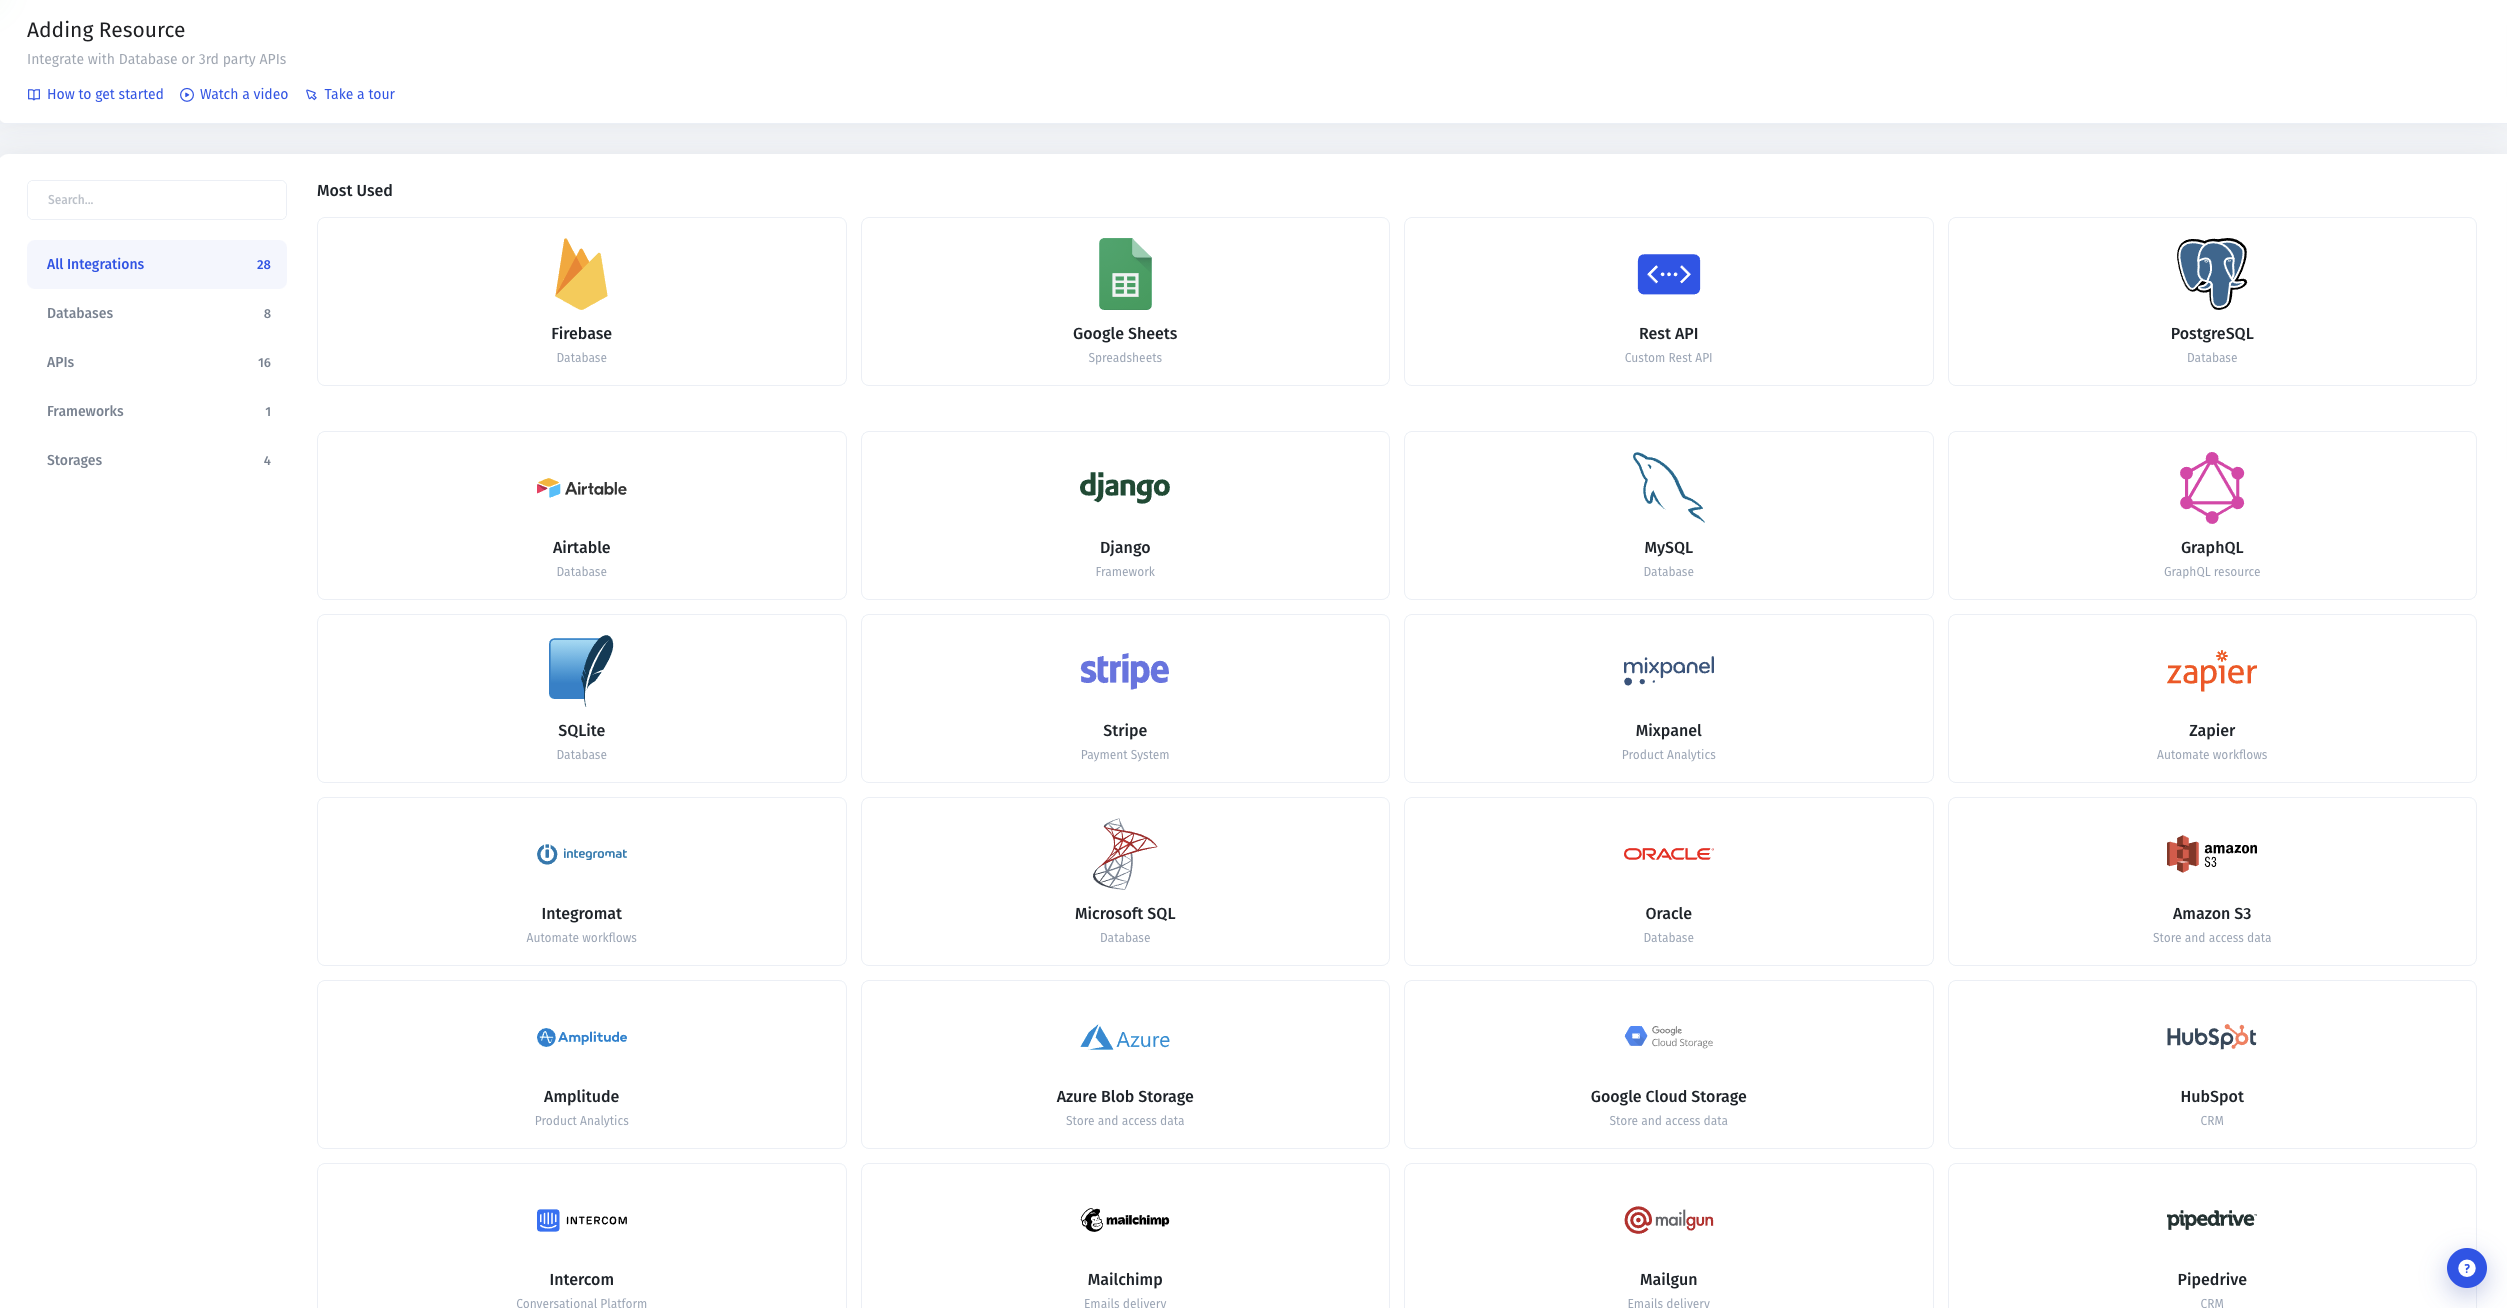 Adding Resource
Integrate with Database or 3rd party APIs
How to get started Watch a video Take a tour
Search...
All Integrations 28
Databases 8
APIs 16
Frameworks 1
Storages 4
Most Used
Firebase
Database
Google Sheets
Spreadsheets
Rest API
Custom Rest API
PostgreSQL
Database
Airtable
Airtable
Database
django
Django
Framework
MySQL
Database
GraphQL
GraphQL resource
SQLite
Database
stripe
Stripe
Payment System
mixpanel
Mixpanel
Product Analytics
zapier
Zapier
Automate workflows
integromat
Integromat
Automate workflows
Microsoft SQL
Database
ORACLE
Oracle
Database
amazon
S3
Amazon S3
Store and access data
Amplitude
Amplitude
Product Analytics
Azure
Azure Blob Storage
Store and access data
Google
Cloud Storage
Google Cloud Storage
Store and access data
HubSpot
HubSpot
CRM
INTERCOM
Intercom
Conversational Platform
mailchimp
Mailchimp
Emails delivery
mailgun
Mailgun
Emails delivery
pipedrive
Pipedrive
CRM
?